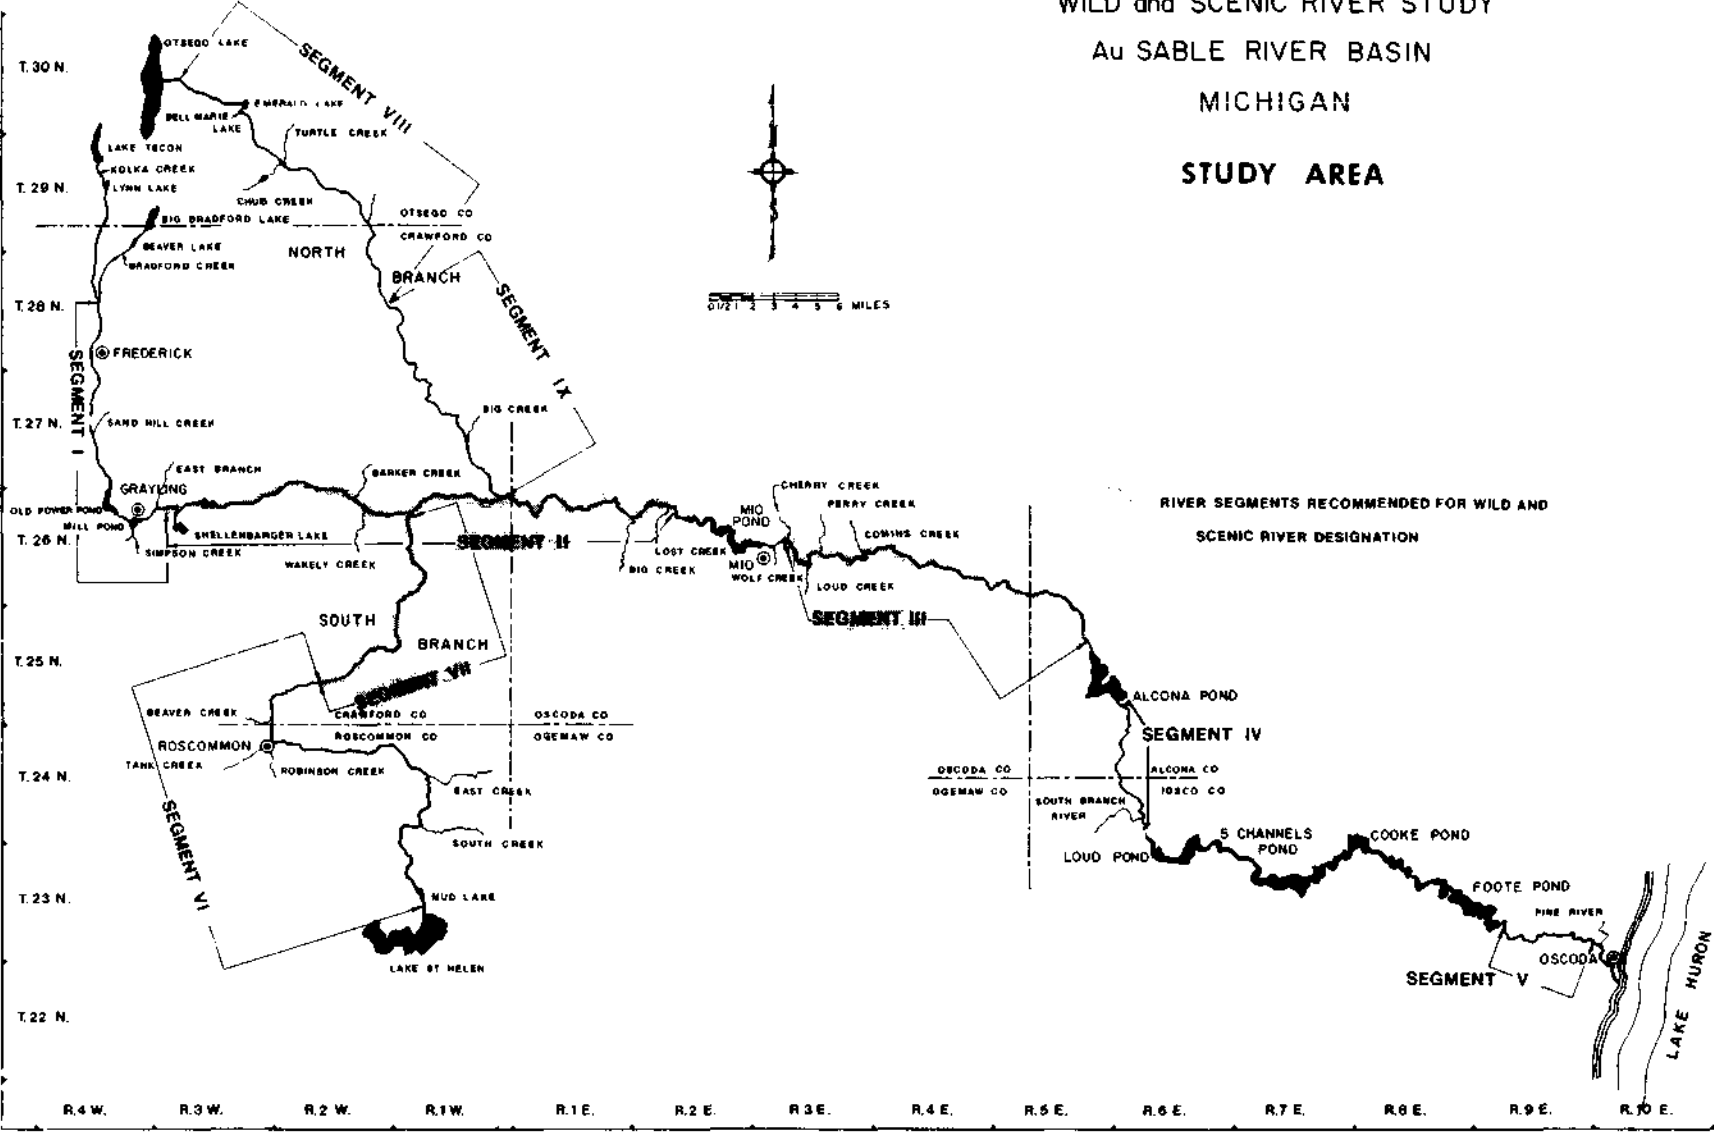 WILD and SCENIC RIVER STUDY
Au SABLE RIVER BASIN
MICHIGAN
STUDY AREA
T.30 N.
OTSEGO LAKE
SEGMENT VIII
EMERALD LAKE
BELL MARIE
LAKE
TURTLE CREEK
LAKE TECON
KOLKA CREEK
T.29 N.
LYNN LAKE
CHUB CREEK
BIG BRADFORD LAKE
OTSEGO CO
CRAWFORD CO
BEAVER LAKE
NORTH
BRADFORD CREEK
BRANCH
T.28 N.
SEGMENT IX
0 1/2 1 2 3 4 5 6 MILES
FREDERICK
SEGMENT I
BIG CREEK
T.27 N.
SAND HILL CREEK
EAST BRANCH
BARKER CREEK
GRAYLING
OLD POWER POND
MILL POND
T.26 N.
SHELLENBARGER LAKE
SIMPSON CREEK
WAKELY CREEK
SEGMENT II
CHERRY CREEK
MIO
POND
PERRY CREEK
COMINS CREEK
LOST CREEK
BIG CREEK
MIO
WOLF CREEK
LOUD CREEK
SEGMENT III
RIVER SEGMENTS RECOMMENDED FOR WILD AND
SCENIC RIVER DESIGNATION
SOUTH
BRANCH
T.25 N.
SEGMENT VII
BEAVER CREEK
CRAWFORD CO
ROSCOMMON CO
OSCODA CO
OGEMAW CO
ROSCOMMON
TANK CREEK
ROBINSON CREEK
T.24 N.
EAST CREEK
SOUTH CREEK
SEGMENT VI
ALCONA POND
SEGMENT IV
OSCODA CO
OGEMAW CO
ALCONA CO
IOSCO CO
SOUTH BRANCH
RIVER
LOUD POND
5 CHANNELS
POND
COOKE POND
T.23 N.
MUD LAKE
FOOTE POND
PINE RIVER
OSCODA
SEGMENT V
LAKE ST HELEN
LAKE HURON
T.22 N.
R.4 W. R.3 W. R.2 W. R.1 W. R.1 E. R.2 E. R.3 E. R.4 E. R.5 E. R.6 E. R.7 E. R.8 E. R.9 E. R.10 E.